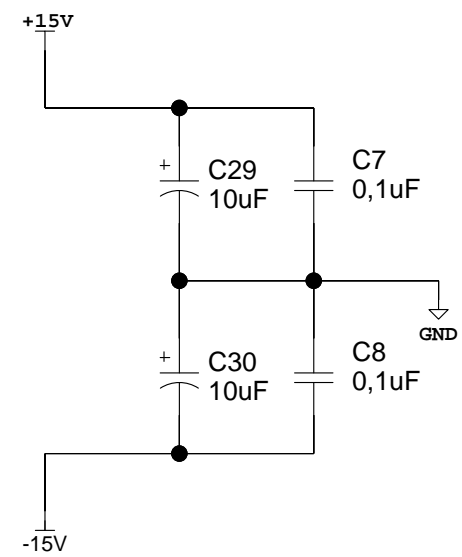 +15V
+
C29
10uF
C7
0,1uF
GND
+
C30
10uF
C8
0,1uF
-15V